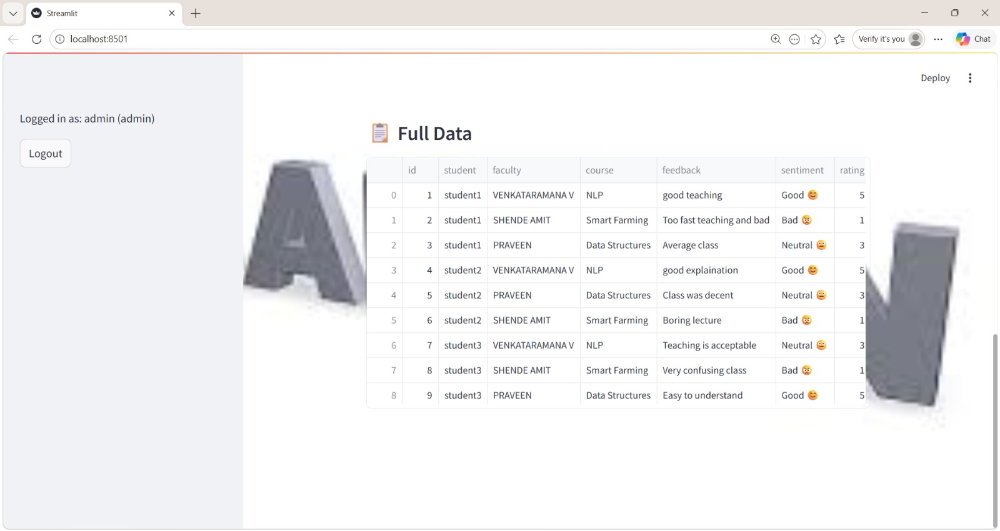 Streamlit
localhost:8501
Verify it's you
Chat
Deploy
Logged in as: admin (admin)
Logout
📋 Full Data
id student faculty course feedback sentiment rating
0 1 student1 VENKATARAMANA V NLP good teaching Good 😊 5
1 2 student1 SHENDE AMIT Smart Farming Too fast teaching and bad Bad 😡 1
2 3 student1 PRAVEEN Data Structures Average class Neutral 😐 3
3 4 student2 VENKATARAMANA V NLP good explaination Good 😊 5
4 5 student2 PRAVEEN Data Structures Class was decent Neutral 😐 3
5 6 student2 SHENDE AMIT Smart Farming Boring lecture Bad 😡 1
6 7 student3 VENKATARAMANA V NLP Teaching is acceptable Neutral 😐 3
7 8 student3 SHENDE AMIT Smart Farming Very confusing class Bad 😡 1
8 9 student3 PRAVEEN Data Structures Easy to understand Good 😊 5
A
N